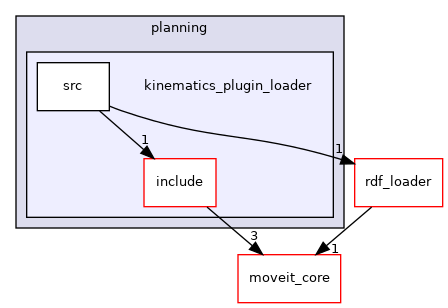 planning
src
kinematics_plugin_loader
1
1
include
rdf_loader
3
1
moveit_core